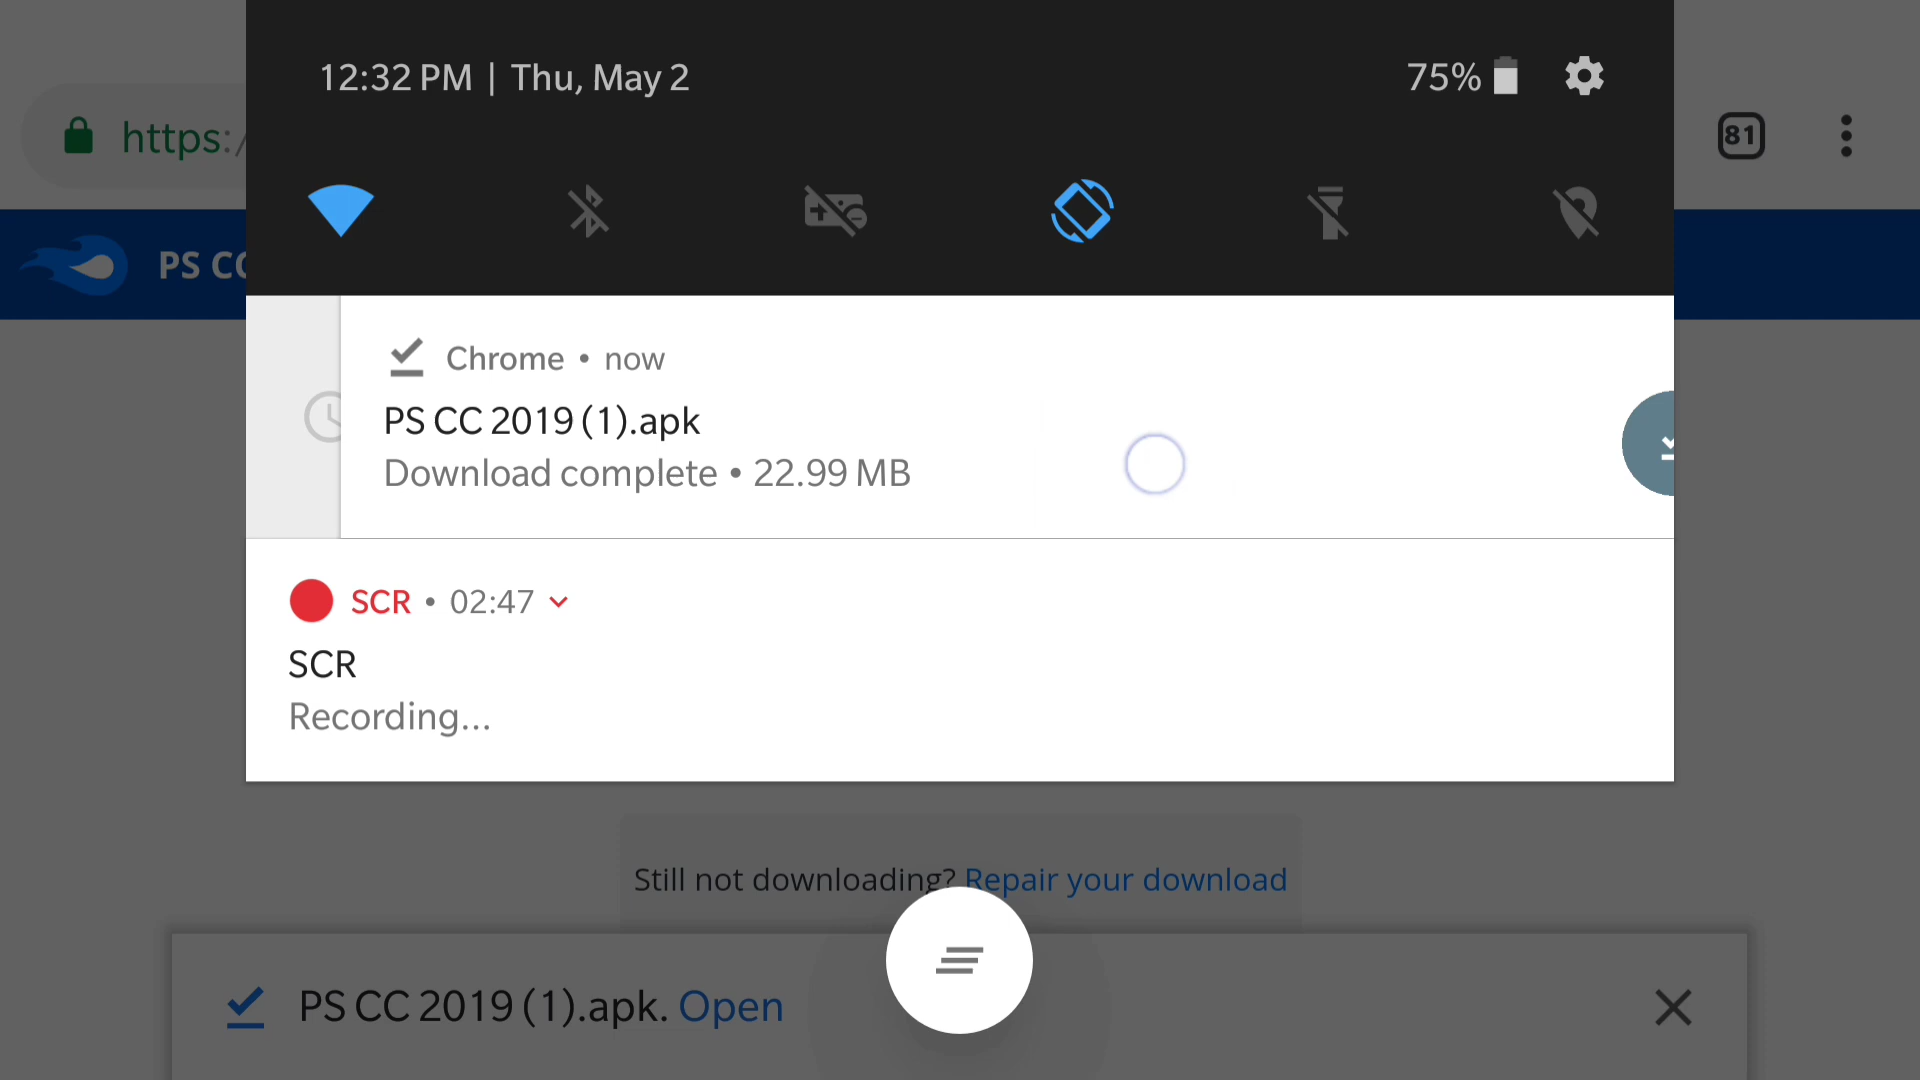 12:32 PM | Thu, May 2
75%
https:/
81
PS CC
Chrome • now
PS CC 2019 (1).apk
Download complete • 22.99 MB
SCR • 02:47
SCR
Recording...
Still not downloading? Repair your download
PS CC 2019 (1).apk. Open